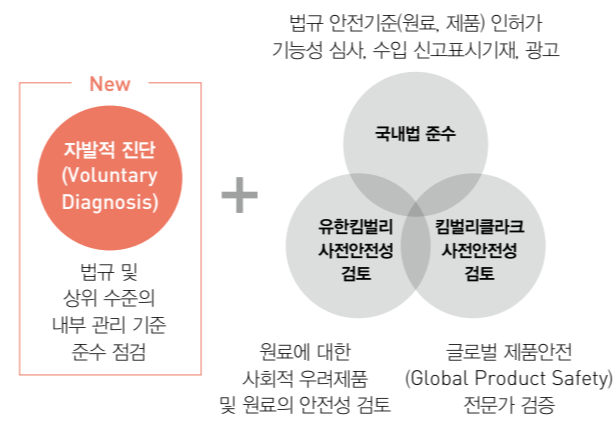 법규 안전기준(원료, 제품) 인허가
기능성 심사, 수입 신고표시기재, 광고
New
자발적 진단
(Voluntary
Diagnosis)
법규 및
상위 수준의
내부 관리 기준
준수 점검
+
국내법 준수
유한킴벌리
사전안전성
검토
킴벌리클라크
사전안전성
검토
원료에 대한
사회적 우려제품
및 원료의 안전성 검토
글로벌 제품안전
(Global Product Safety)
전문가 검증